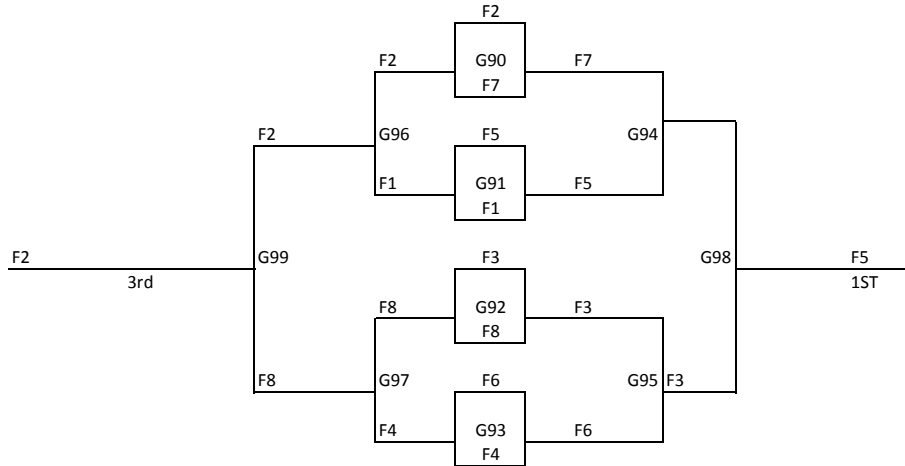 F2
F2 G90 F7
F7
F2 G96 F5 G94
F1 G91 F5
F1
F2 G99 F3 G98 F5
3rd 1ST
F8 G92 F3
F8
F8 G97 F6 G95 F3
F4 G93 F6
F4